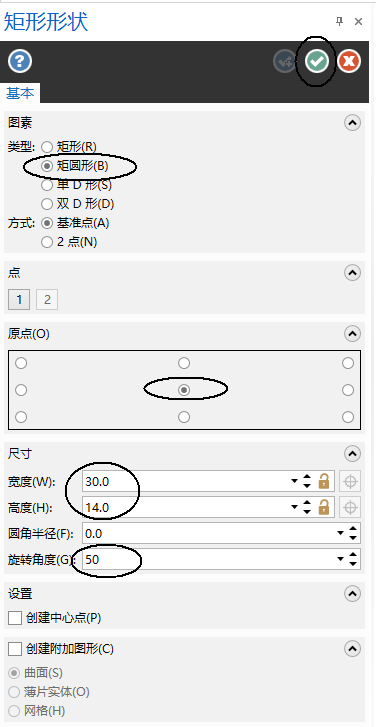 矩形形状
基本
图素
类型: 矩形(R)
矩圆形(B)
单 D 形(S)
双 D 形(D)
方式: 基准点(A)
2 点(N)
点
1 2
原点(O)
尺寸
宽度(W): 30.0
高度(H): 14.0
圆角半径(F): 0.0
旋转角度(G): 50
设置
创建中心点(P)
创建附加图形(C)
曲面(S)
薄片实体(O)
网格(H)